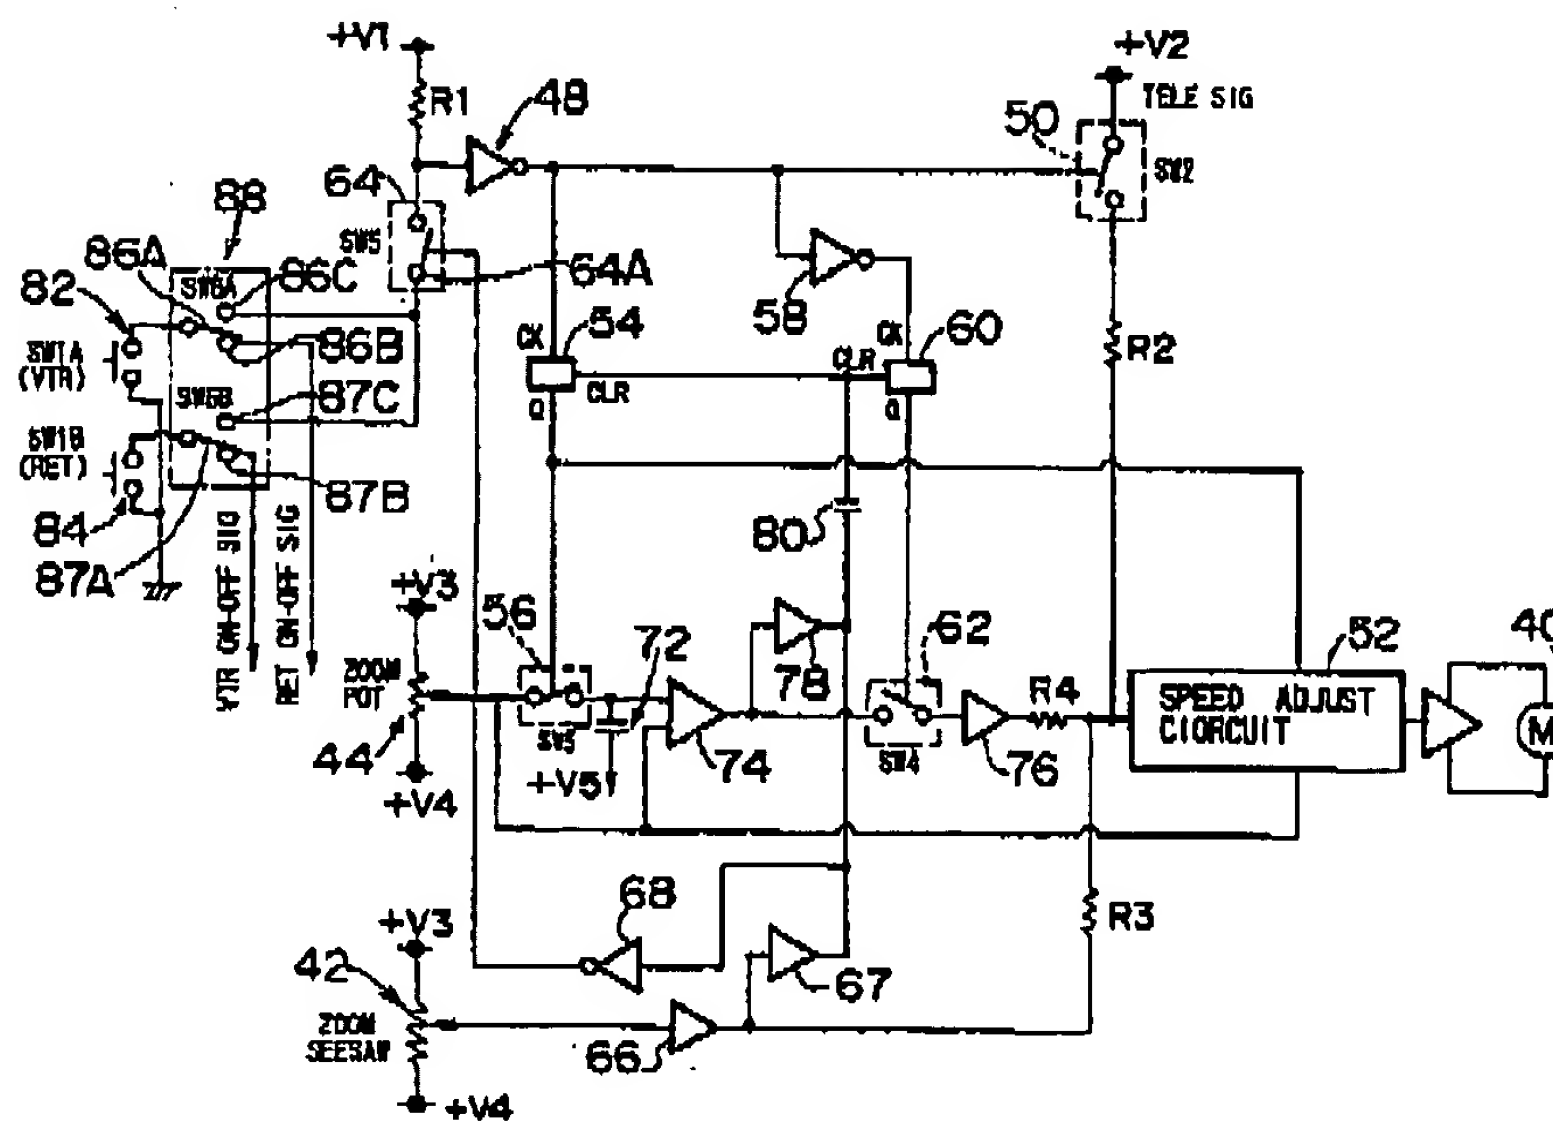 +V1
R1
48
+V2
TELE SIG
50
SW2
64
SW5
64A
88
86A
SW6A
86C
82
SW1A
(VTR)
86B
SW6B
87C
SW1B
(RET)
87B
84
87A
VTR ON-OFF SIG
RET ON-OFF SIG
58
CK
54
CLR
Q
CK
60
CLR
Q
R2
80
+V3
56
72
ZOOM
POT
44
+V4
+V5
74
78
62
SW4
76
R4
52
SPEED ADJUST
CIORCUIT
40
M
R3
68
67
+V3
42
ZOOM
SEESAW
66
+V4